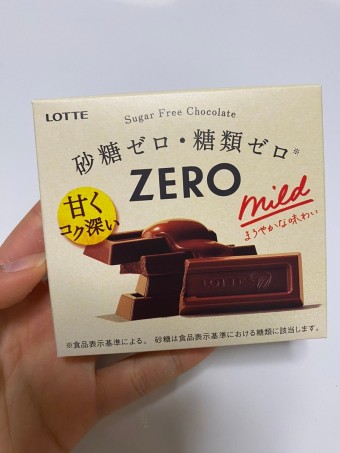 LOTTE
Sugar Free Chocolate
砂糖ゼロ・糖類ゼロ※
ZERO
甘く
コク深い
mild
まろやかな味わい
LOTTE
※食品表示基準による。 砂糖は食品表示基準における糖類に該当します。